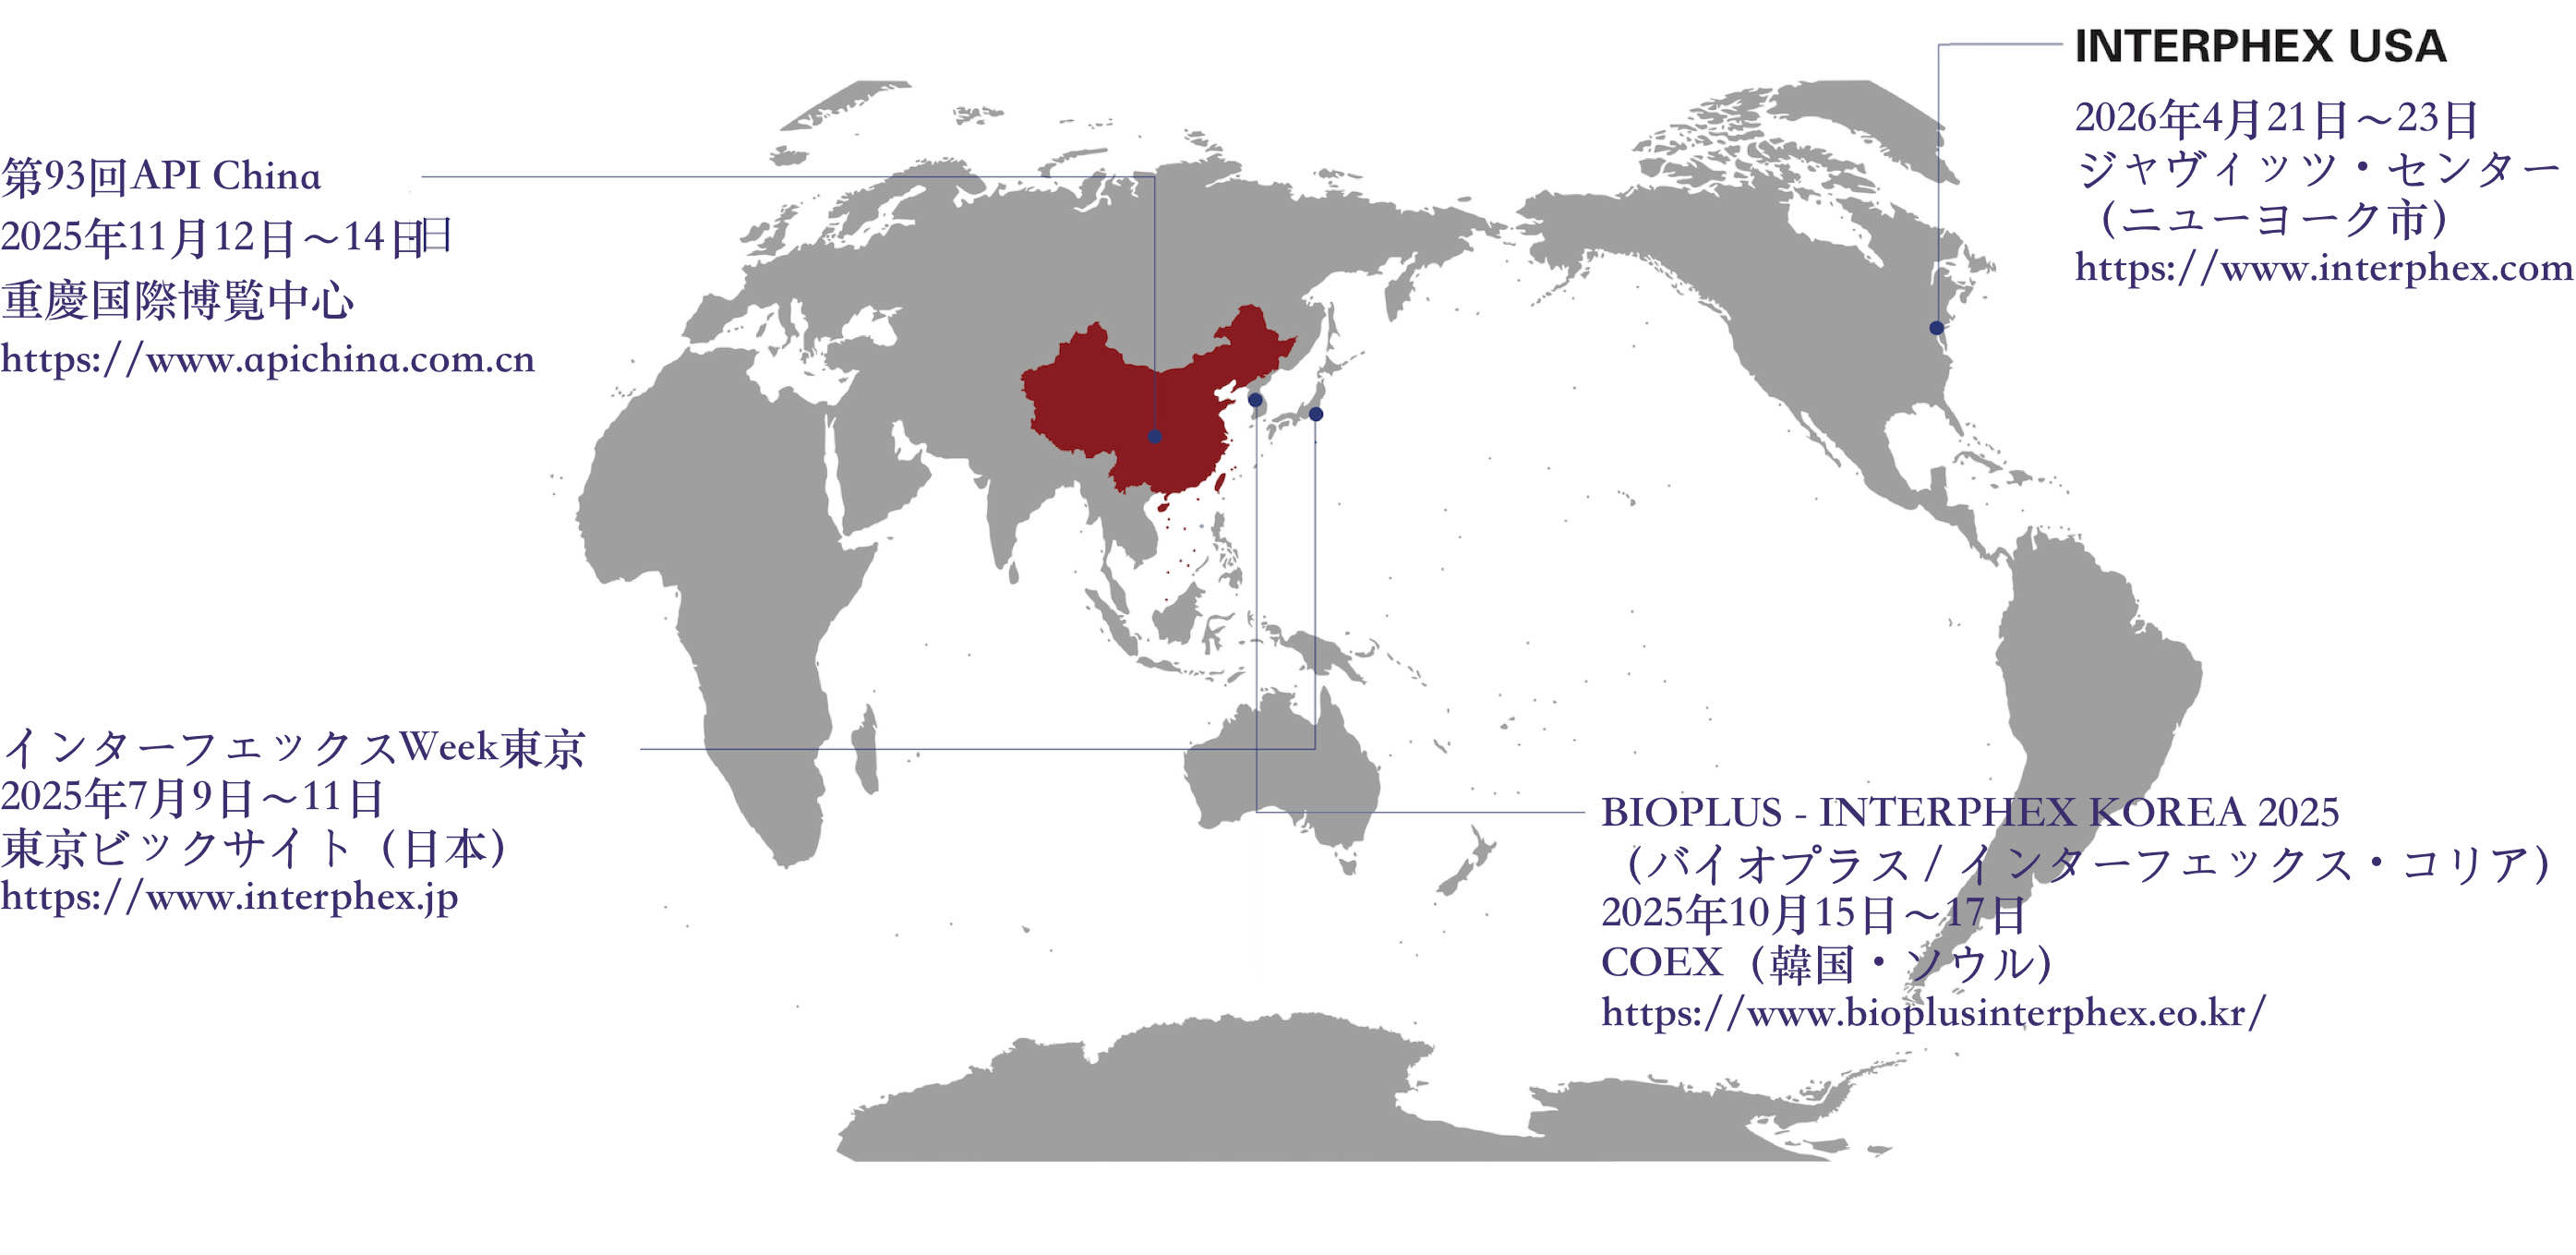 INTERPHEX USA
2026年4月21日～23日
ジャヴィッツ・センター
（ニューヨーク市）
https://www.interphex.com
第93回API China
2025年11月12日～14日日
重慶国際博覧中心
https://www.apichina.com.cn
インターフェックスWeek東京
2025年7月9日～11日
東京ビックサイト（日本）
https://www.interphex.jp
BIOPLUS - INTERPHEX KOREA 2025
（バイオプラス / インターフェックス・コリア）
2025年10月15日～17日
COEX（韓国・ソウル）
https://www.bioplusinterphex.eo.kr/